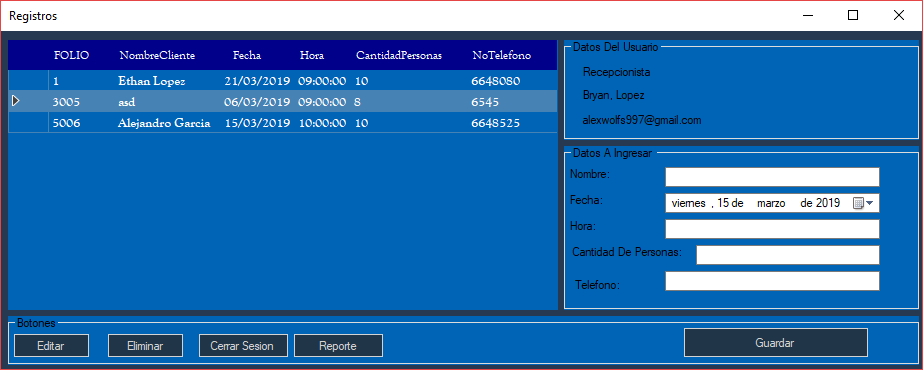 Registros
FOLIO NombreCliente Fecha Hora CantidadPersonas NoTelefono
1 Ethan Lopez 21/03/2019 09:00:00 10 6648080
3005 asd 06/03/2019 09:00:00 8 6545
5006 Alejandro Garcia 15/03/2019 10:00:00 10 6648525
Datos Del Usuario
Recepcionista
Bryan, Lopez
alexwolfs997@gmail.com
Datos A Ingresar
Nombre:
Fecha: viernes , 15 de marzo de 2019
Hora:
Cantidad De Personas:
Telefono:
Botones
Editar Eliminar Cerrar Sesion Reporte Guardar